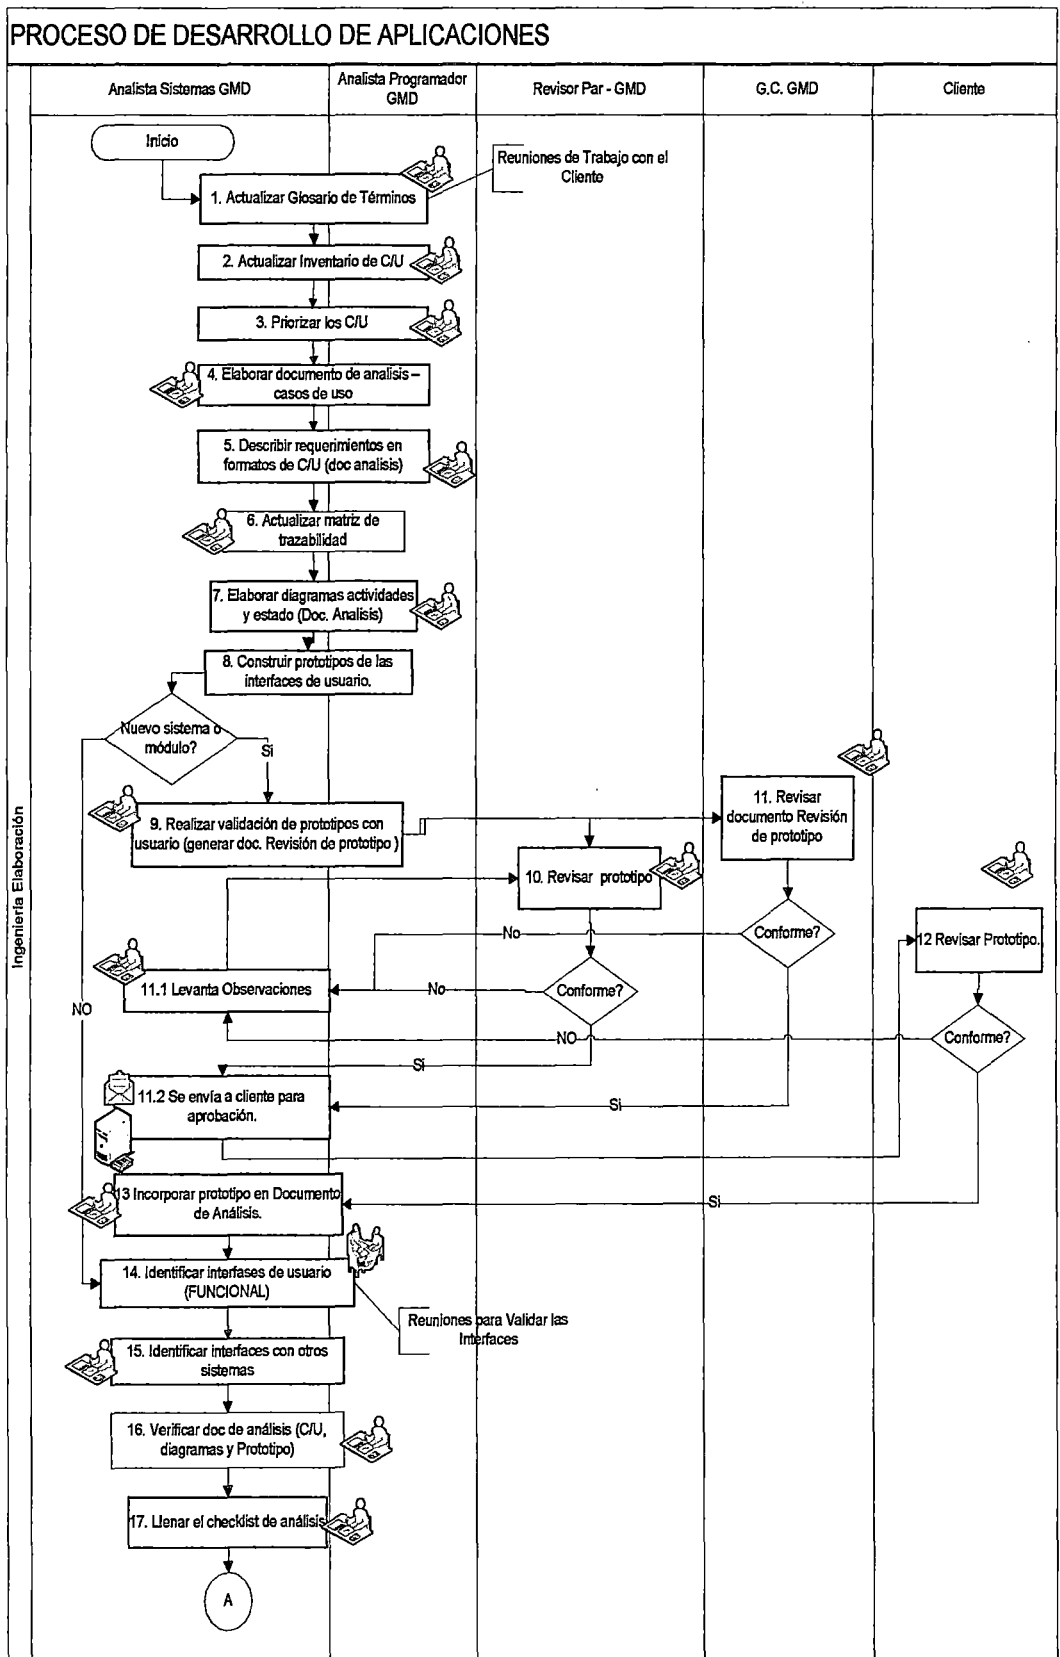 PROCESO DE DESARROLLO DE APLICACIONES
Ingeniería Elaboración
Analista Sistemas GMD
Analista Programador
GMD
Revisor Par - GMD
G.C. GMD
Cliente
Inicio
Reuniones de Trabajo con el
Cliente
1. Actualizar Glosario de Términos
2. Actualizar Inventario de C/U
3. Priorizar los C/U
4. Elaborar documento de analisis –
casos de uso
5. Describir requerimientos en
formatos de C/U (doc analisis)
6. Actualizar matriz de
trazabilidad
7. Elaborar diagramas actividades
y estado (Doc. Analisis)
8. Construir prototipos de las
interfaces de usuario.
Nuevo sistema o
módulo?
Si
9. Realizar validación de prototipos con
usuario (generar doc. Revisión de prototipo )
11. Revisar
documento Revisión
de prototipo
10. Revisar prototipo
Conforme?
No
12 Revisar Prototipo.
11.1 Levanta Observaciones
No
Conforme?
NO
NO
Conforme?
Si
11.2 Se envía a cliente para
aprobación.
Si
13 Incorporar prototipo en Documento
de Análisis.
Si
14. Identificar interfases de usuario
(FUNCIONAL)
Reuniones para Validar las
Interfaces
15. Identificar interfaces con otros
sistemas
16. Verificar doc de análisis (C/U,
diagramas y Prototipo)
17. Llenar el checklist de análisis
A